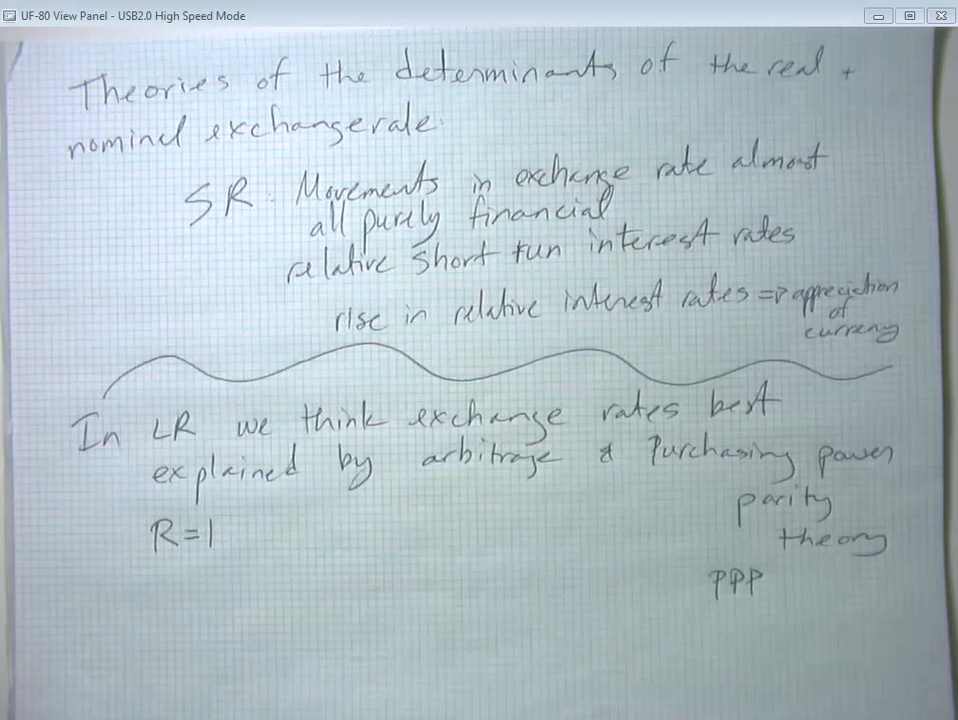 UF-80 View Panel - USB2.0 High Speed Mode
Theories of the determinants of the real +
nominal exchange rate.
SR: Movements in exchange rate almost
all purely financial
relative short run interest rates
rise in relative interest rates => appreciation
of
currency
In LR we think exchange rates best
explained by arbitrage & Purchasing power
parity
theory
R=1
PPP